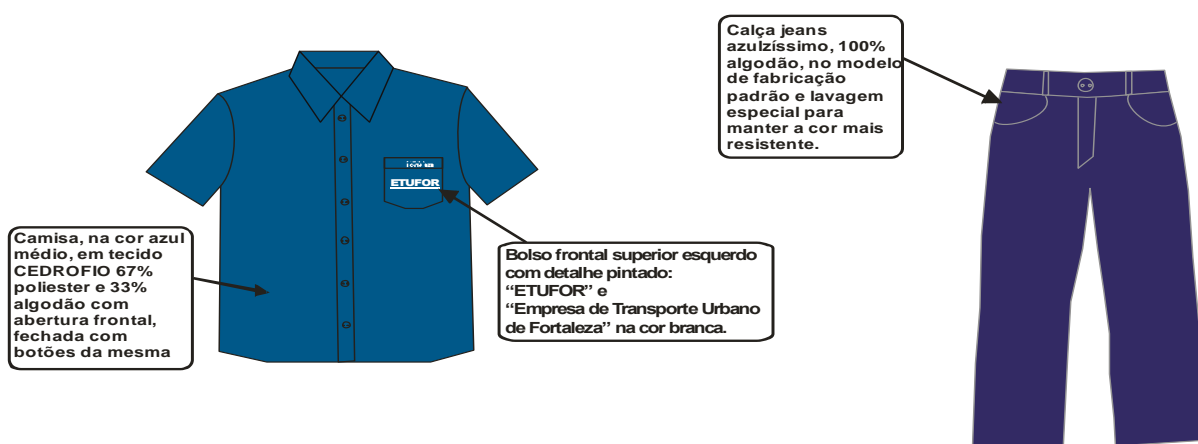 Calça jeans
azulzíssimo, 100%
algodão, no modelo
de fabricação
padrão e lavagem
especial para
manter a cor mais
resistente.
ETUFOR
Camisa, na cor azul
médio, em tecido
CEDROFIO 67%
poliester e 33%
algodão com
abertura frontal,
fechada com
botões da mesma
Bolso frontal superior esquerdo
com detalhe pintado:
“ETUFOR” e
“Empresa de Transporte Urbano
de Fortaleza” na cor branca.